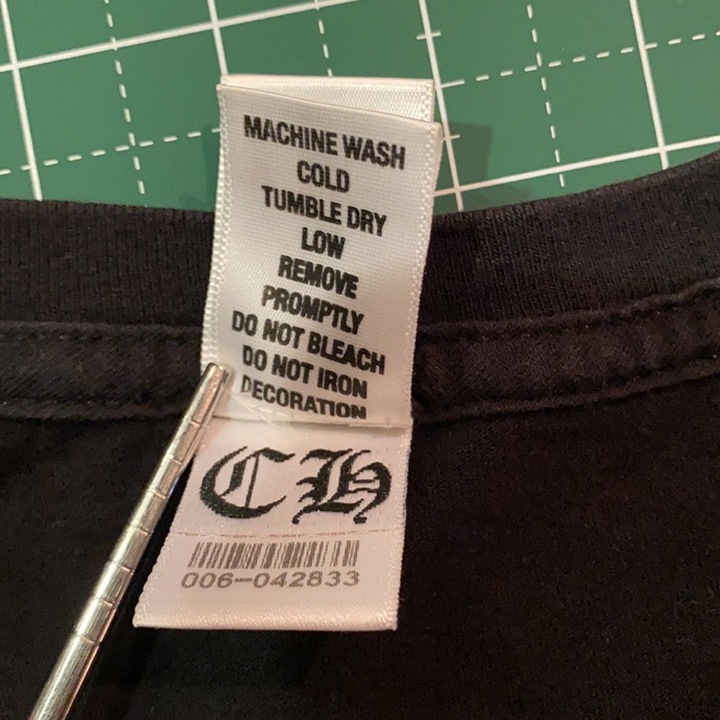 MACHINE WASH
COLD
TUMBLE DRY
LOW
REMOVE
PROMPTLY
DO NOT BLEACH
DO NOT IRON
DECORATION
CH
006-042833